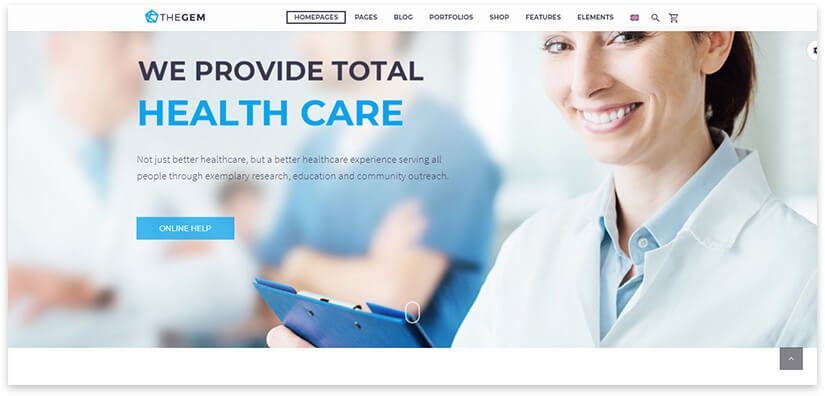 THEGEM
HOMEPAGES PAGES BLOG PORTFOLIOS SHOP FEATURES ELEMENTS
WE PROVIDE TOTAL
HEALTH CARE
Not just better healthcare, but a better healthcare experience serving all
people through exemplary research, education and community outreach.
ONLINE HELP